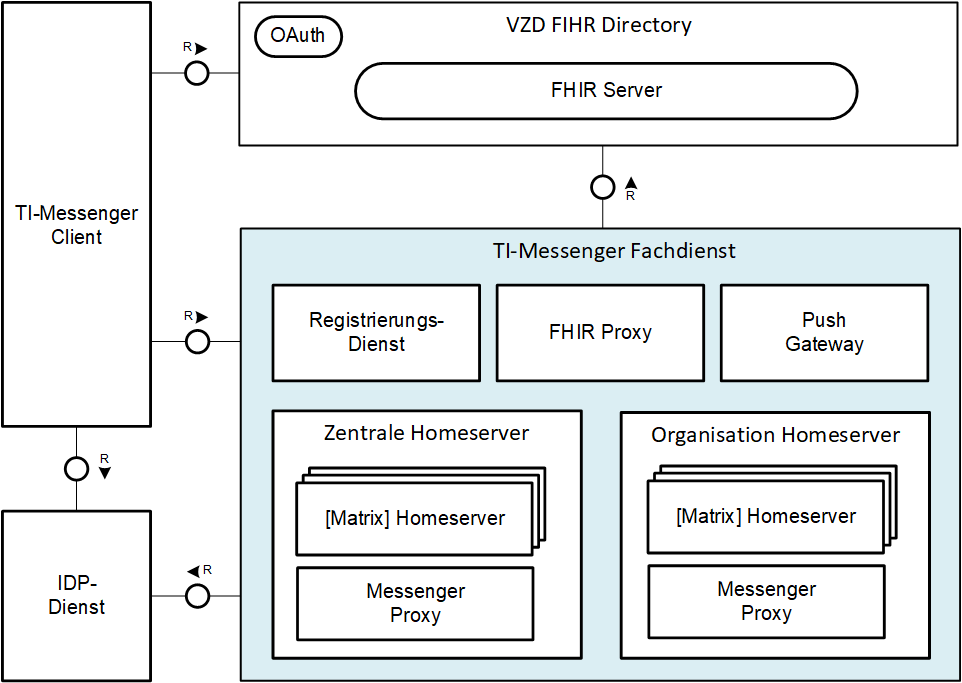 VZD FIHR Directory
OAuth
FHIR Server
R
R
TI-Messenger
Client
TI-Messenger Fachdienst
R
Registrierungs-
Dienst
FHIR Proxy
Push
Gateway
Zentrale Homeserver
[Matrix] Homeserver
Messenger
Proxy
Organisation Homeserver
[Matrix] Homeserver
Messenger
Proxy
R
IDP-
Dienst
R